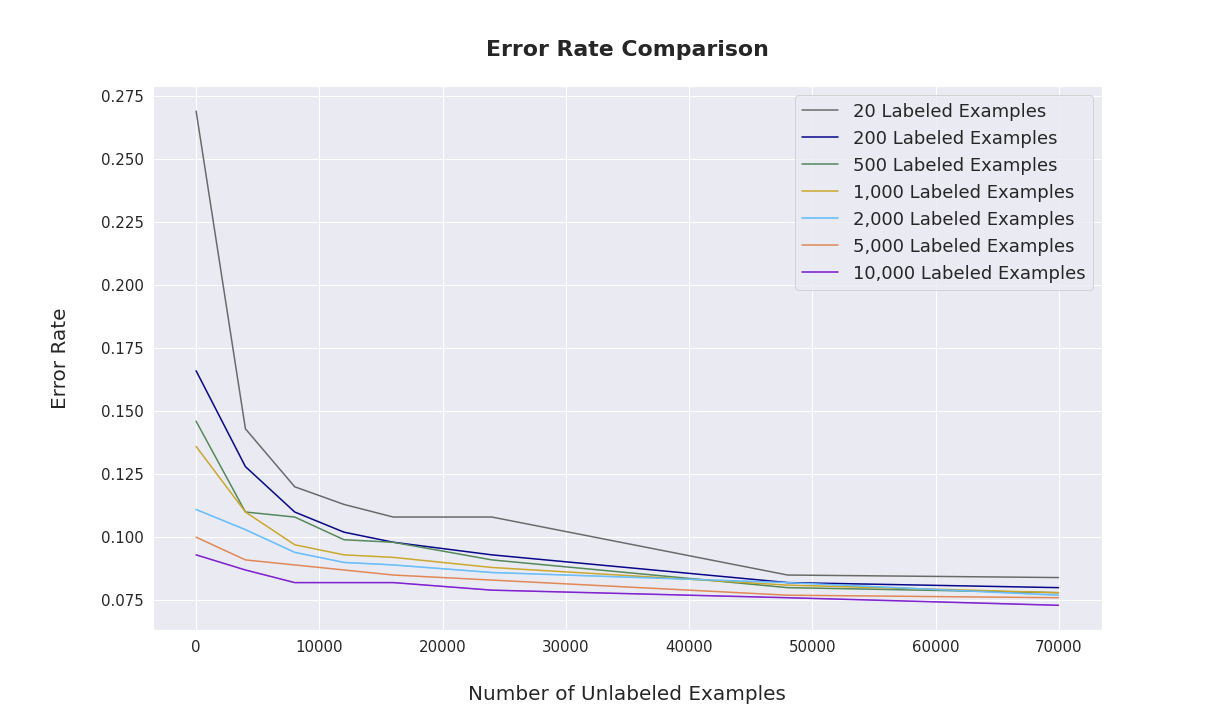 Error Rate Comparison
0.275
0.250
0.225
0.200
0.175
0.150
0.125
0.100
0.075
Error Rate
20 Labeled Examples
200 Labeled Examples
500 Labeled Examples
1,000 Labeled Examples
2,000 Labeled Examples
5,000 Labeled Examples
10,000 Labeled Examples
0 10000 20000 30000 40000 50000 60000 70000
Number of Unlabeled Examples